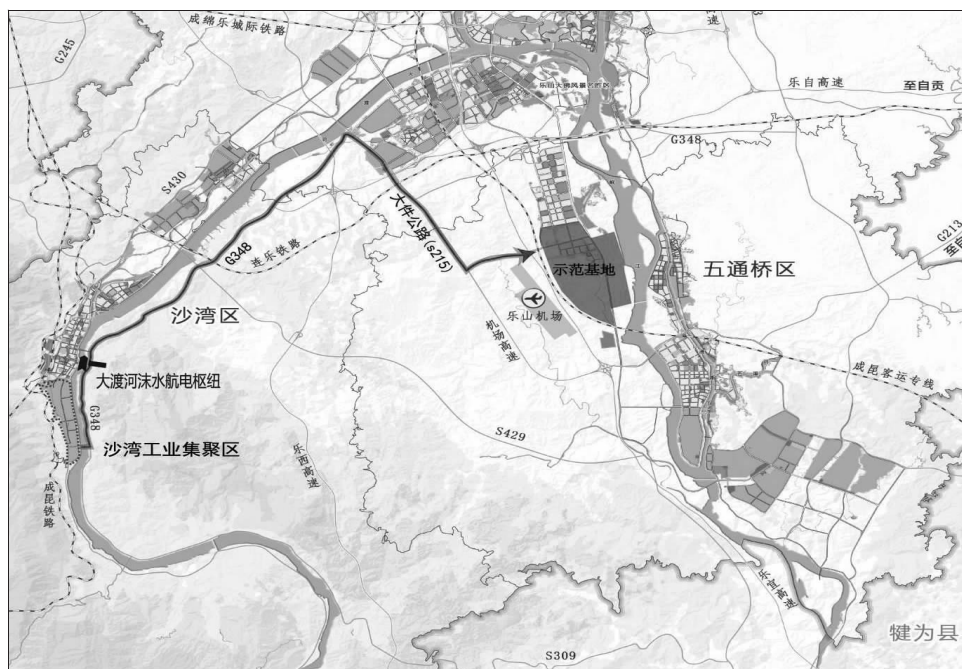 成绵乐城际铁路
G245
高速
乐山大佛风景名胜区
乐自高速
至自贡
G348
S430
大件公路(s215)
G348
连乐铁路
G213
示范基地
五通桥区
沙湾区
乐山机场
机场高速
大渡河沫水航电枢纽
成昆客运专线
G348
S429
沙湾工业集聚区
乐西高速
成昆铁路
乐宜高速
犍为县
S309